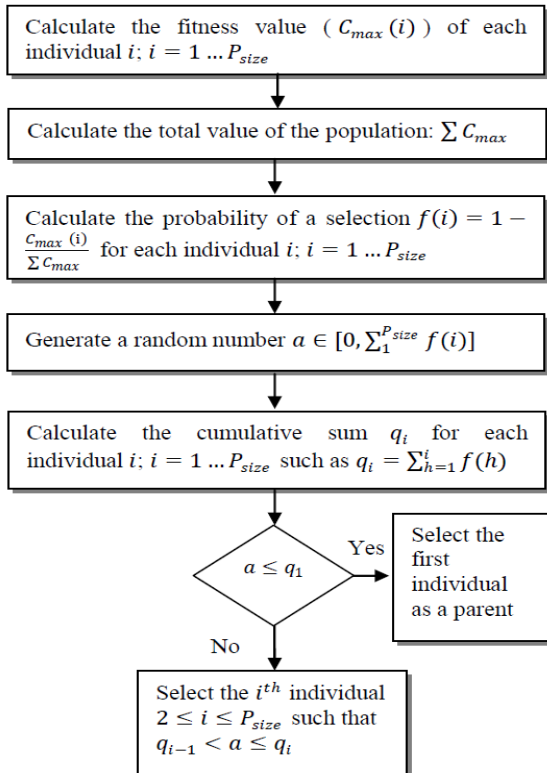 Calculate the fitness value ( C_max (i) ) of each
individual i; i = 1 … P_size
Calculate the total value of the population: ∑ C_max
Calculate the probability of a selection f(i) = 1 −
C_max (i) / ∑ C_max for each individual i; i = 1 … P_size
Generate a random number a ∈ [0, ∑_1^{P_size} f(i)]
Calculate the cumulative sum q_i for each
individual i; i = 1 … P_size such as q_i = ∑_{h=1}^i f(h)
a ≤ q_1
Yes
Select the
first
individual
as a parent
No
Select the i^th individual
2 ≤ i ≤ P_size such that
q_{i−1} < a ≤ q_i